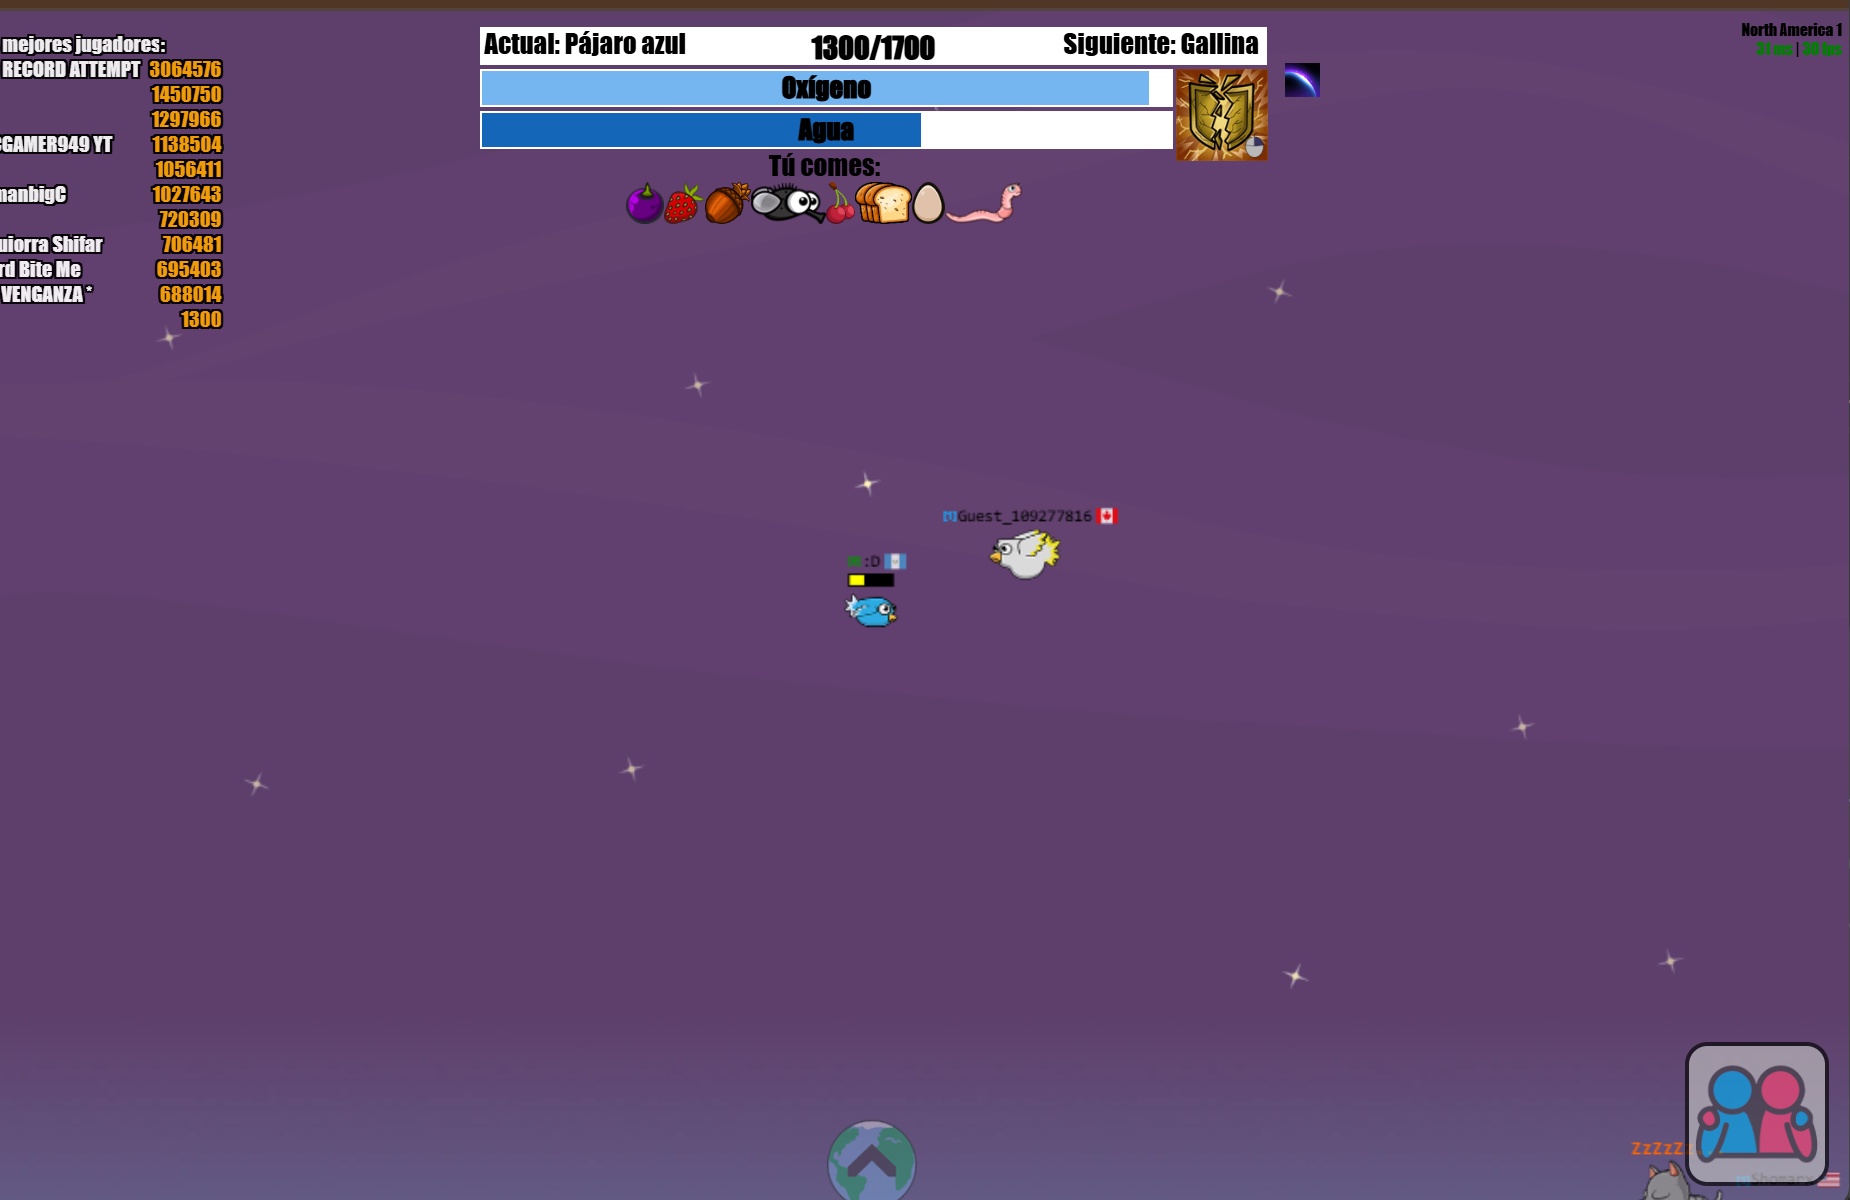 mejores jugadores:
RECORD ATTEMPT 3064576
1450750
1297966
GAMER949 YT 1138504
1056411
manbigC 1027643
720309
uiorra Shifar 706481
rd Bite Me 695403
VENGANZA * 688014
1300
Actual: Pájaro azul 1300/1700 Siguiente: Gallina
Oxígeno
Agua
Tú comes:
North America 1
Guest_109277816
:D
ZzZzZz